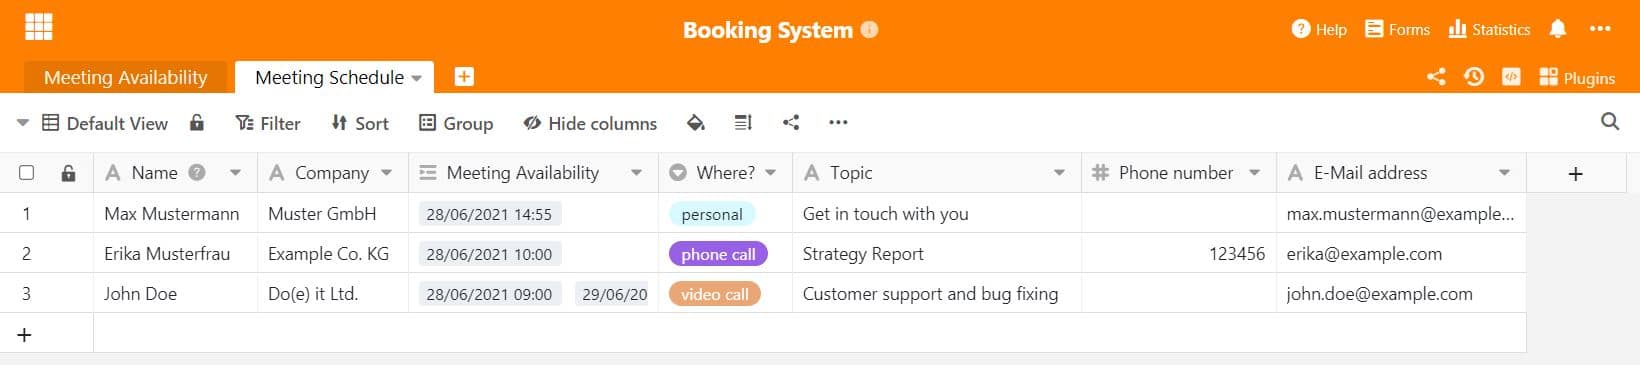 Booking System
Help Forms Statistics
Meeting Availability Meeting Schedule
Plugins
Default View Filter Sort Group Hide columns
Name Company Meeting Availability Where? Topic Phone number E-Mail address
1 Max Mustermann Muster GmbH 28/06/2021 14:55 personal Get in touch with you max.mustermann@example...
2 Erika Musterfrau Example Co. KG 28/06/2021 10:00 phone call Strategy Report 123456 erika@example.com
3 John Doe Do(e) it Ltd. 28/06/2021 09:00 29/06/20 video call Customer support and bug fixing john.doe@example.com